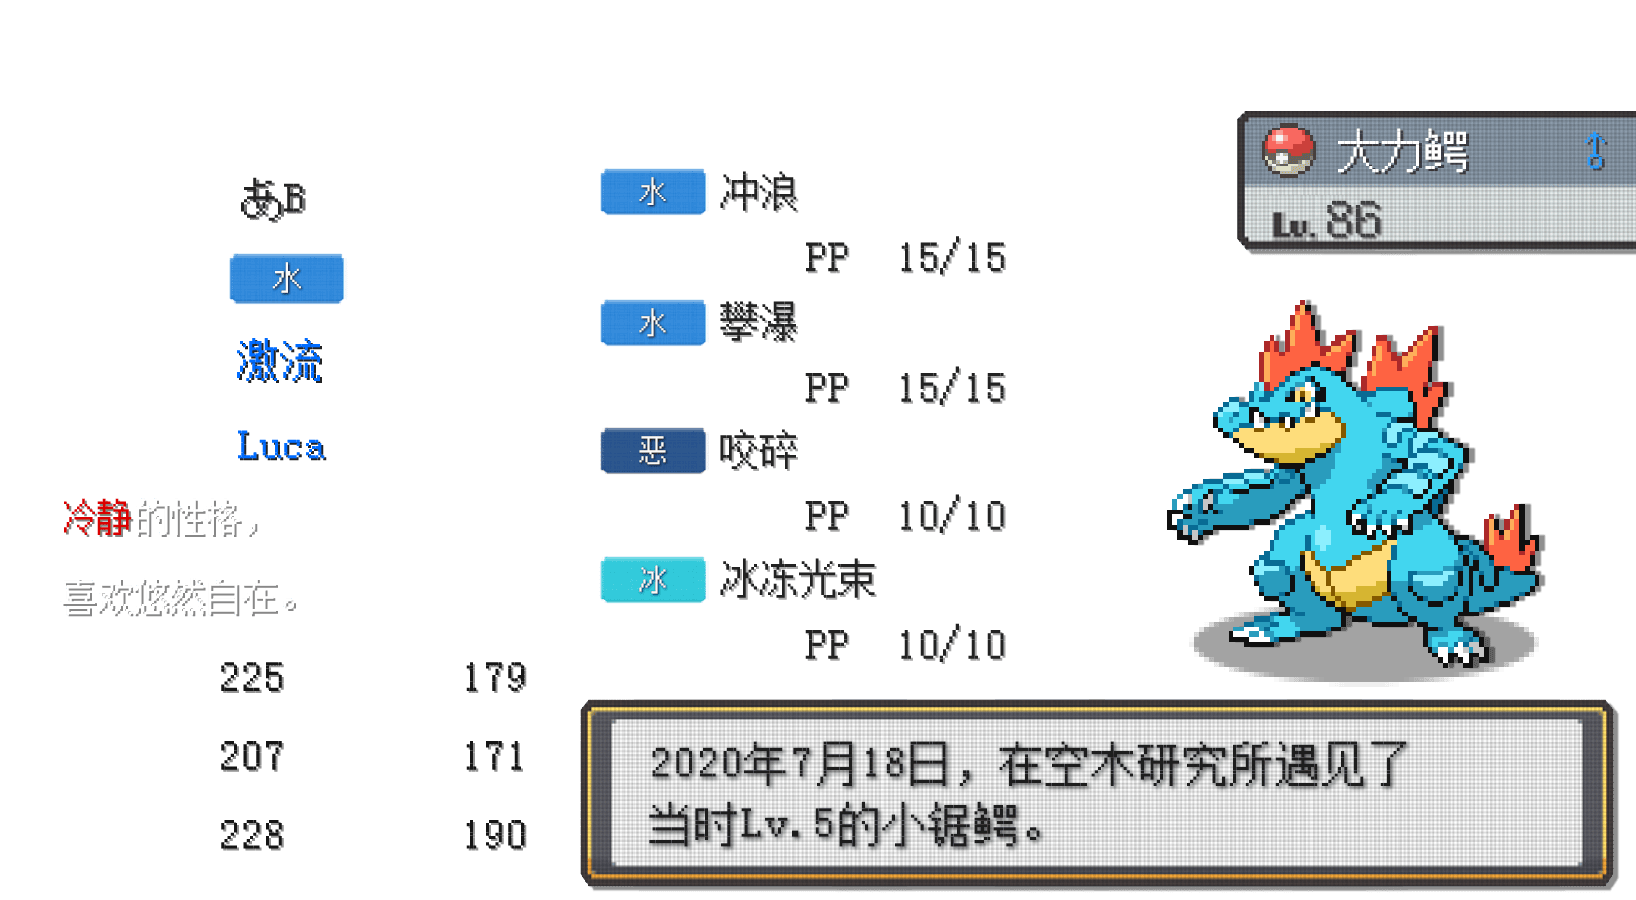 あB
水
激流
Luca
冷静的性格，
喜欢悠然自在。
225 179
207 171
228 190
水 冲浪
PP 15/15
水 攀瀑
PP 15/15
恶 咬碎
PP 10/10
冰 冰冻光束
PP 10/10
大力鳄 ♂
Lv.86
2020年7月18日，在空木研究所遇见了
当时Lv.5的小锯鳄。